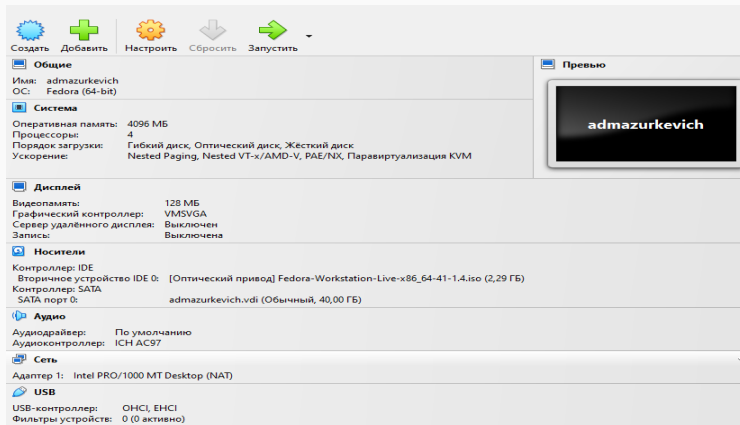 Создать Добавить Настроить Сбросить Запустить
Общие
Имя: admazurkevich
ОС: Fedora (64-bit)
Превью
admazurkevich
Система
Оперативная память: 4096 МБ
Процессоры: 4
Порядок загрузки: Гибкий диск, Оптический диск, Жёсткий диск
Ускорение: Nested Paging, Nested VT-x/AMD-V, PAE/NX, Паравиртуализация KVM
Дисплей
Видеопамять: 128 МБ
Графический контроллер: VMSVGA
Сервер удалённого дисплея: Выключен
Запись: Выключена
Носители
Контроллер: IDE
Вторичное устройство IDE 0: [Оптический привод] Fedora-Workstation-Live-x86_64-41-1.4.iso (2,29 ГБ)
Контроллер: SATA
SATA порт 0: admazurkevich.vdi (Обычный, 40,00 ГБ)
Аудио
Аудиодрайвер: По умолчанию
Аудиоконтроллер: ICH AC97
Сеть
Адаптер 1: Intel PRO/1000 MT Desktop (NAT)
USB
USB-контроллер: OHCI, EHCI
Фильтры устройств: 0 (0 активно)